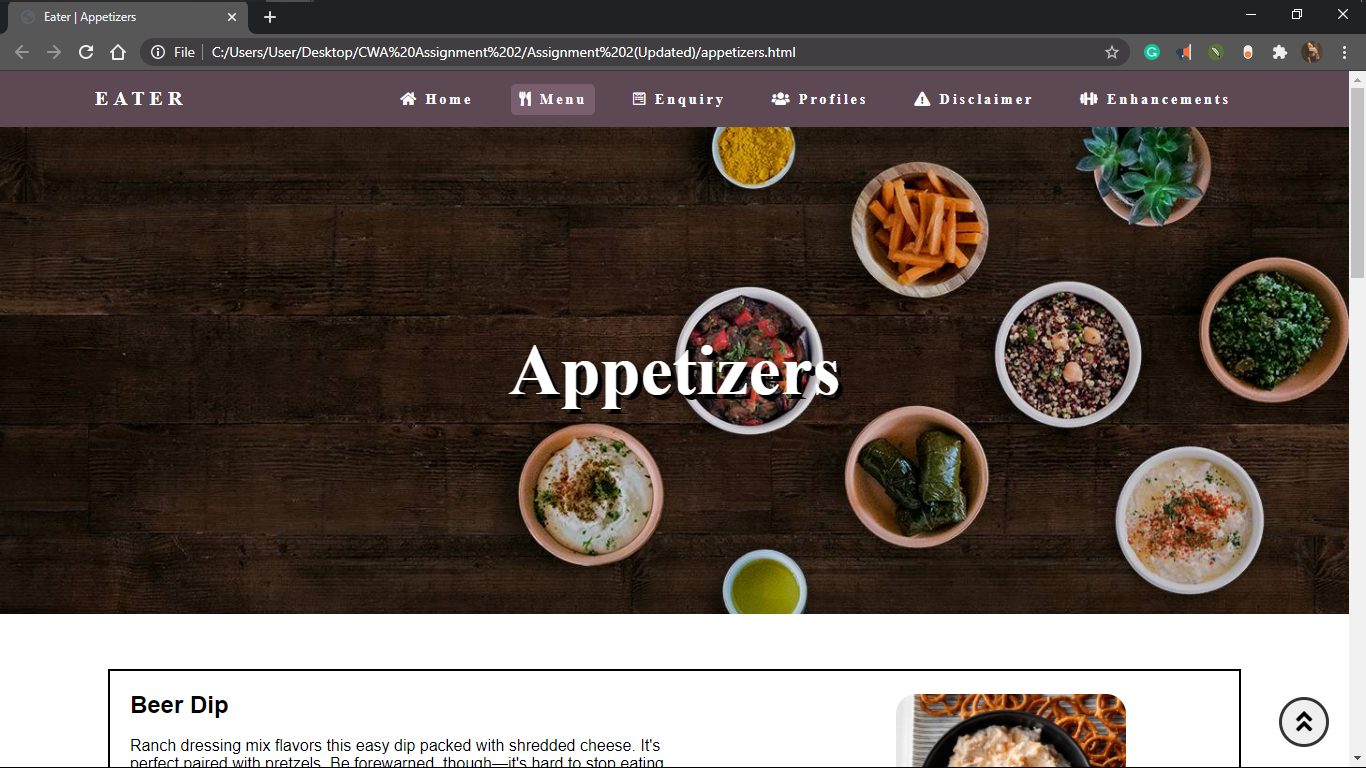 Eater | Appetizers
File
C:/Users/User/Desktop/CWA%20Assignment%202/Assignment%202(Updated)/appetizers.html
EATER
Home
Menu
Enquiry
Profiles
Disclaimer
Enhancements
Appetizers
Beer Dip
Ranch dressing mix flavors this easy dip packed with shredded cheese. It's
perfect paired with pretzels. Be forewarned, though—it's hard to stop eating